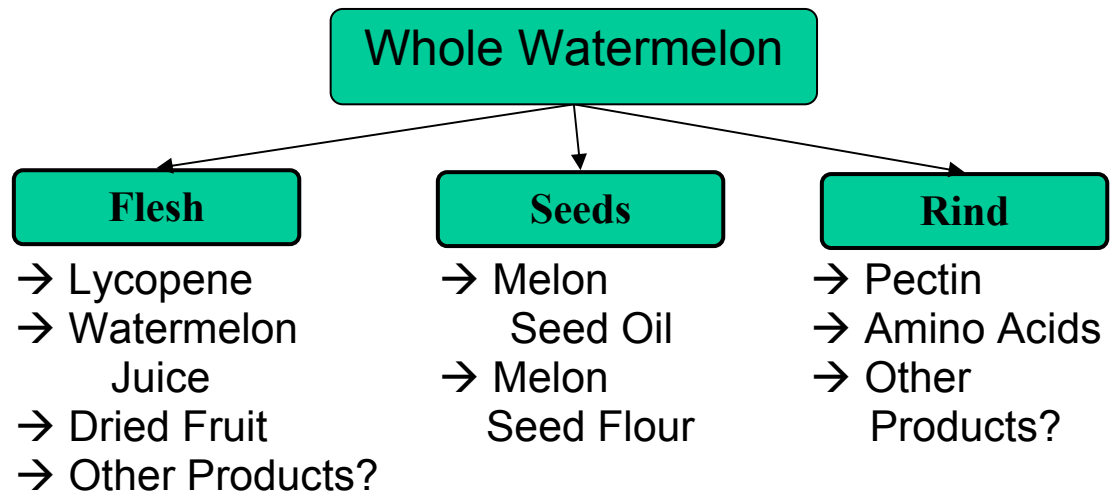 Whole Watermelon
Flesh
→ Lycopene
→ Watermelon
Juice
→ Dried Fruit
→ Other Products?
Seeds
→ Melon
Seed Oil
→ Melon
Seed Flour
Rind
→ Pectin
→ Amino Acids
→ Other
Products?